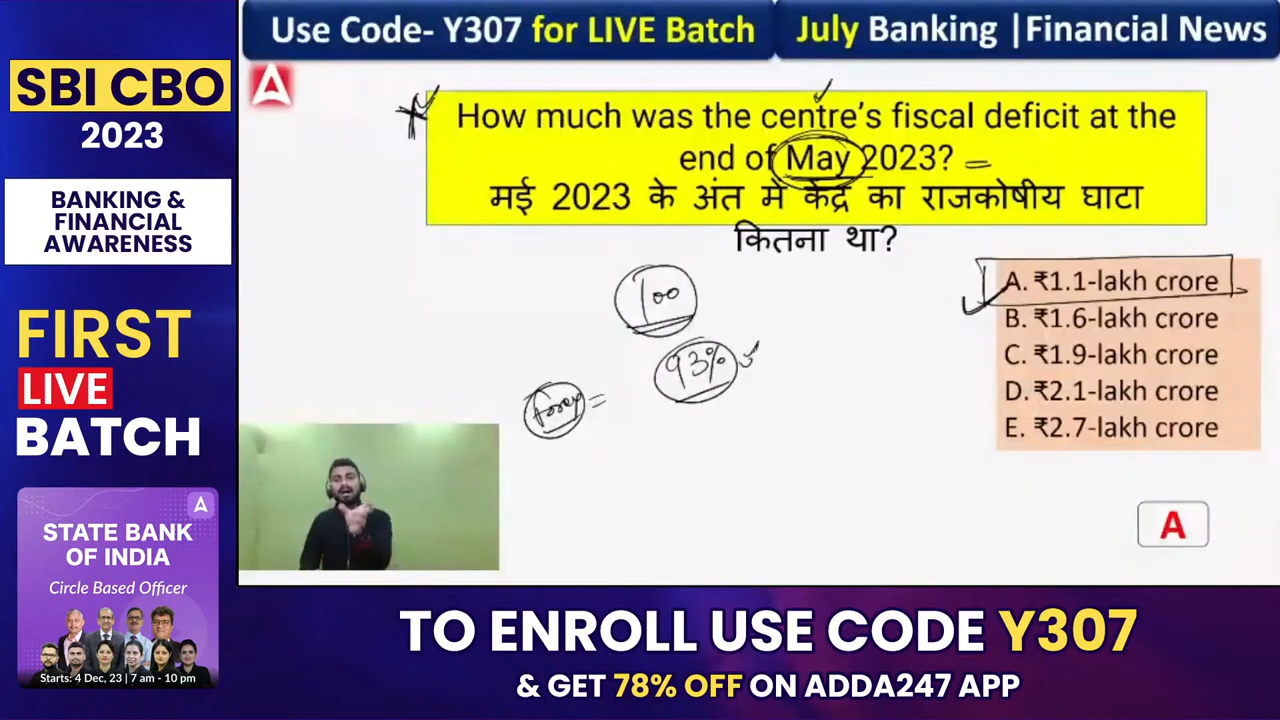 Use Code- Y307 for LIVE Batch
July Banking |Financial News
SBI CBO
2023
BANKING &
FINANCIAL
AWARENESS
FIRST
LIVE
BATCH
STATE BANK
OF INDIA
Circle Based Officer
Starts: 4 Dec, 23 | 7 am - 10 pm
How much was the centre's fiscal deficit at the
end of May 2023?
मई 2023 के अंत में केंद्र का राजकोषीय घाटा
कितना था?
100
93%
A. ₹1.1-lakh crore
B. ₹1.6-lakh crore
C. ₹1.9-lakh crore
D. ₹2.1-lakh crore
E. ₹2.7-lakh crore
A
TO ENROLL USE CODE Y307
& GET 78% OFF ON ADDA247 APP